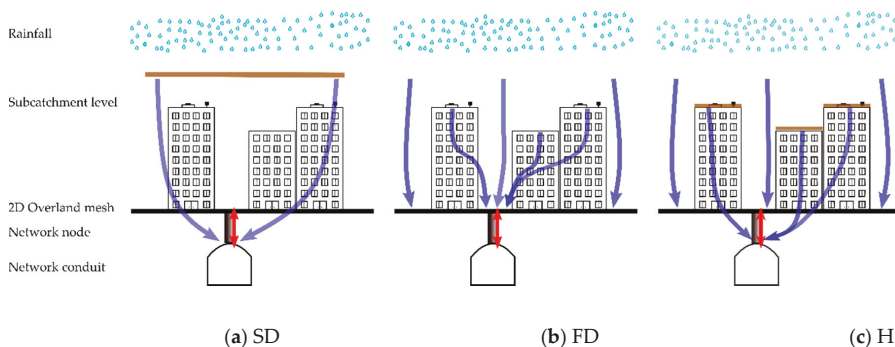 Rainfall
Subcatchment level
2D Overland mesh
Network node
Network conduit
(a) SD
(b) FD
(c) H